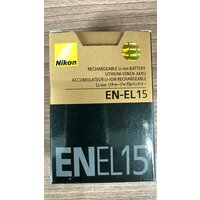 Nikon
RECHARGEABLE Li-ion BATTERY
LITHIUM-IONEN-AKKU
ACCUMULATEUR Li-ION RECHARGEABLE
Li-ion リチャージャブルバッテリー
EN-EL15
ENEL15